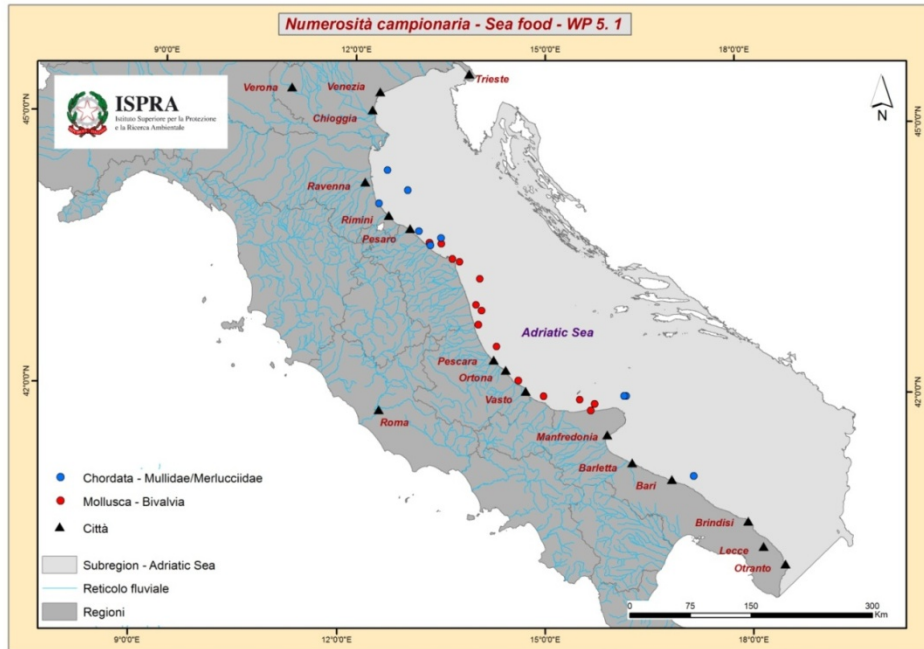 Numerosità campionaria - Sea food - WP 5. 1
9°0'0"E
12°0'0"E
15°0'0"E
18°0'0"E
45°0'0"N
45°0'0"N
ISPRA
Istituto Superiore per la Protezione
e la Ricerca Ambientale
N
Verona
Venezia
Trieste
Chioggia
Ravenna
Rimini
Pesaro
Adriatic Sea
Pescara
Ortona
Vasto
42°0'0"N
42°0'0"N
Roma
Manfredonia
Barletta
Bari
Brindisi
Lecce
Otranto
Chordata - Mullidae/Merlucciidae
Mollusca - Bivalvia
Città
Subregion - Adriatic Sea
Reticolo fluviale
Regioni
0 75 150 300
Km
9°0'0"E
12°0'0"E
15°0'0"E
18°0'0"E